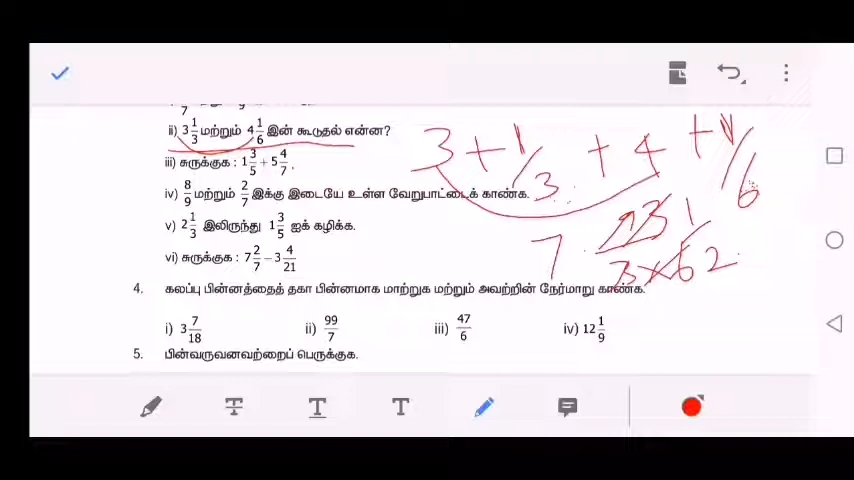 ii) 3 1/3 மற்றும் 4 1/6 இன் கூடுதல் என்ன?
iii) சுருக்குக : 1 3/5 + 5 4/7 .
iv) 8/9 மற்றும் 2/7 இக்கு இடையே உள்ள வேறுபாட்டைக் காண்க.
v) 2 1/3 இலிருந்து 1 3/5 ஐக் கழிக்க.
vi) சுருக்குக : 7 2/7 – 3 4/21
3 + 1/3 + 4 + 1/6
7
4. கலப்பு பின்னத்தைத் தகா பின்னமாக மாற்றுக மற்றும் அவற்றின் நேர்மாறு காண்க.
i) 3 7/18 ii) 99/7 iii) 47/6 iv) 12 1/9
5. பின்வருவனவற்றைப் பெருக்குக.
T T T